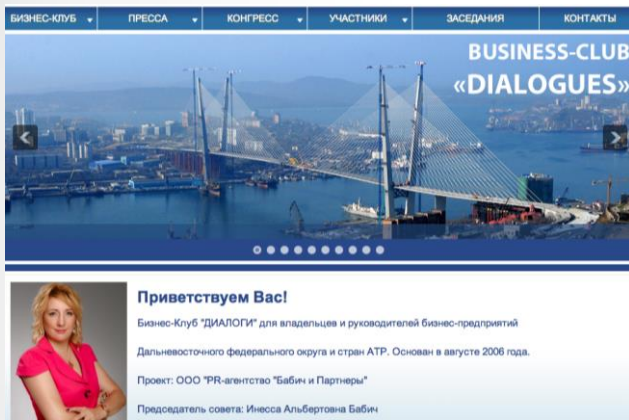 БИЗНЕС-КЛУБ ПРЕССА КОНГРЕСС УЧАСТНИКИ ЗАСЕДАНИЯ КОНТАКТЫ
BUSINESS-CLUB
«DIALOGUES»
Приветствуем Вас!
Бизнес-Клуб "ДИАЛОГИ" для владельцев и руководителей бизнес-предприятий
Дальневосточного федерального округа и стран АТР. Основан в августе 2006 года.
Проект: ООО "PR-агентство "Бабич и Партнеры"
Председатель совета: Инесса Альбертовна Бабич